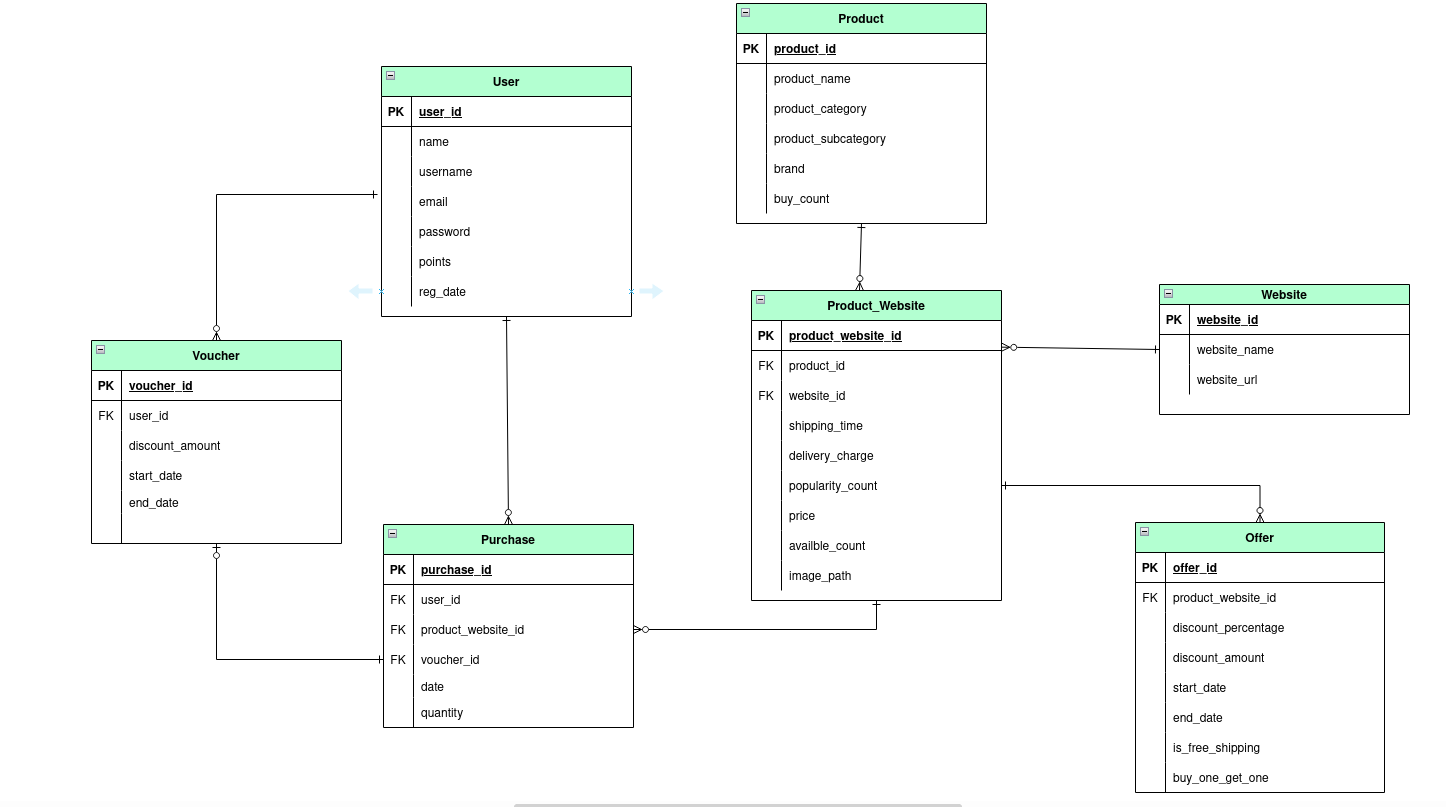 Product
PK product_id
product_name
product_category
product_subcategory
brand
buy_count
User
PK user_id
name
username
email
password
points
reg_date
Product_Website
PK product_website_id
FK product_id
FK website_id
shipping_time
delivery_charge
popularity_count
price
availble_count
image_path
Website
PK website_id
website_name
website_url
Voucher
PK voucher_id
FK user_id
discount_amount
start_date
end_date
Purchase
PK purchase_id
FK user_id
FK product_website_id
FK voucher_id
date
quantity
Offer
PK offer_id
FK product_website_id
discount_percentage
discount_amount
start_date
end_date
is_free_shipping
buy_one_get_one